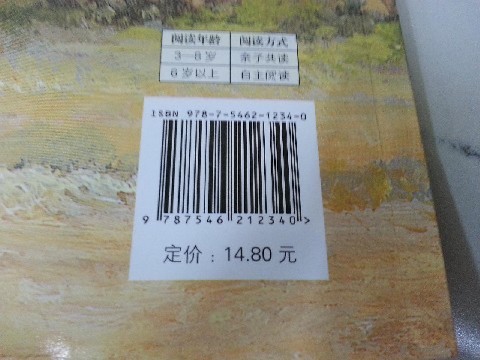 阅读年龄 阅读方式
3—8岁 亲子共读
6岁以上 自主阅读
ISBN 978-7-5462-1234-0
9 787546 212340 >
定价：14.80 元